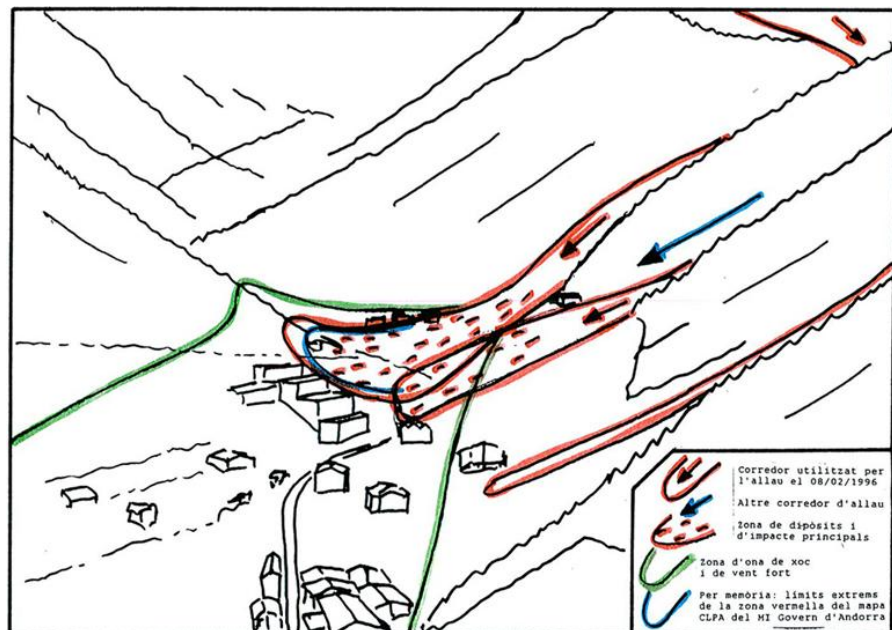 Corredor utilitzat per
l'allau el 08/02/1996
Altre corredor d'allau
Zona de dipòsits i
d'impacte principals
Zona d'ona de xoc
i de vent fort
Per memòria: límits extrems
de la zona vermella del mapa
CLPA del MI Govern d'Andorra